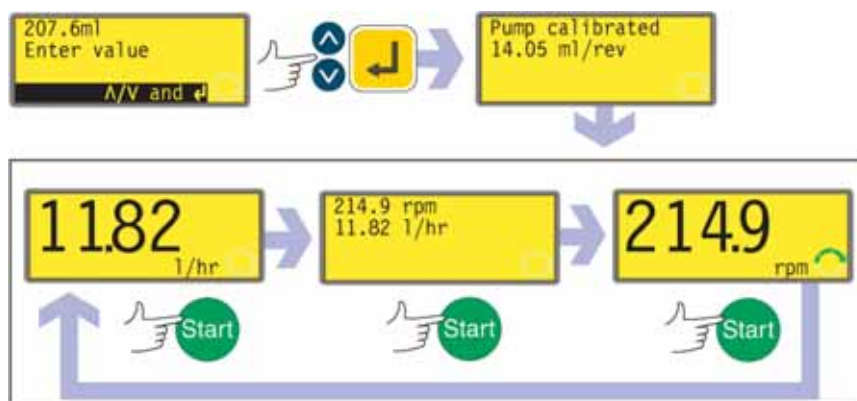 207.6ml
Enter value
Λ/V and ↲
Pump calibrated
14.05 ml/rev
11.82
l/hr
214.9 rpm
11.82 l/hr
214.9
rpm
Start
Start
Start